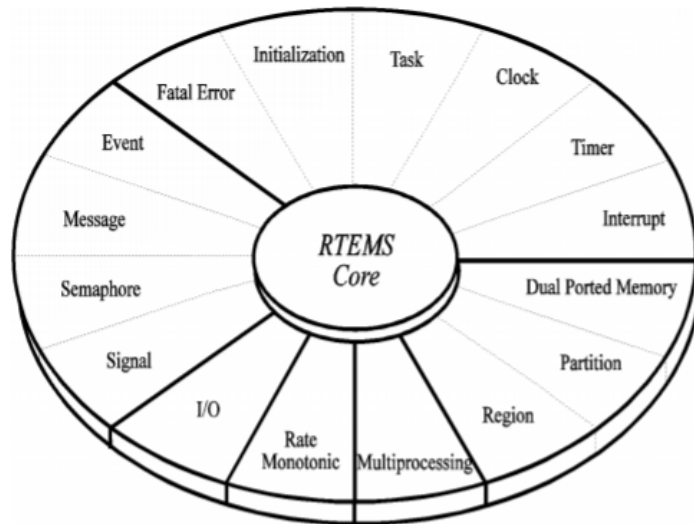 Initialization
Task
Fatal Error
Clock
Event
Timer
Message
Interrupt
RTEMS
Core
Semaphore
Dual Ported Memory
Signal
Partition
I/O
Region
Rate
Monotonic
Multiprocessing